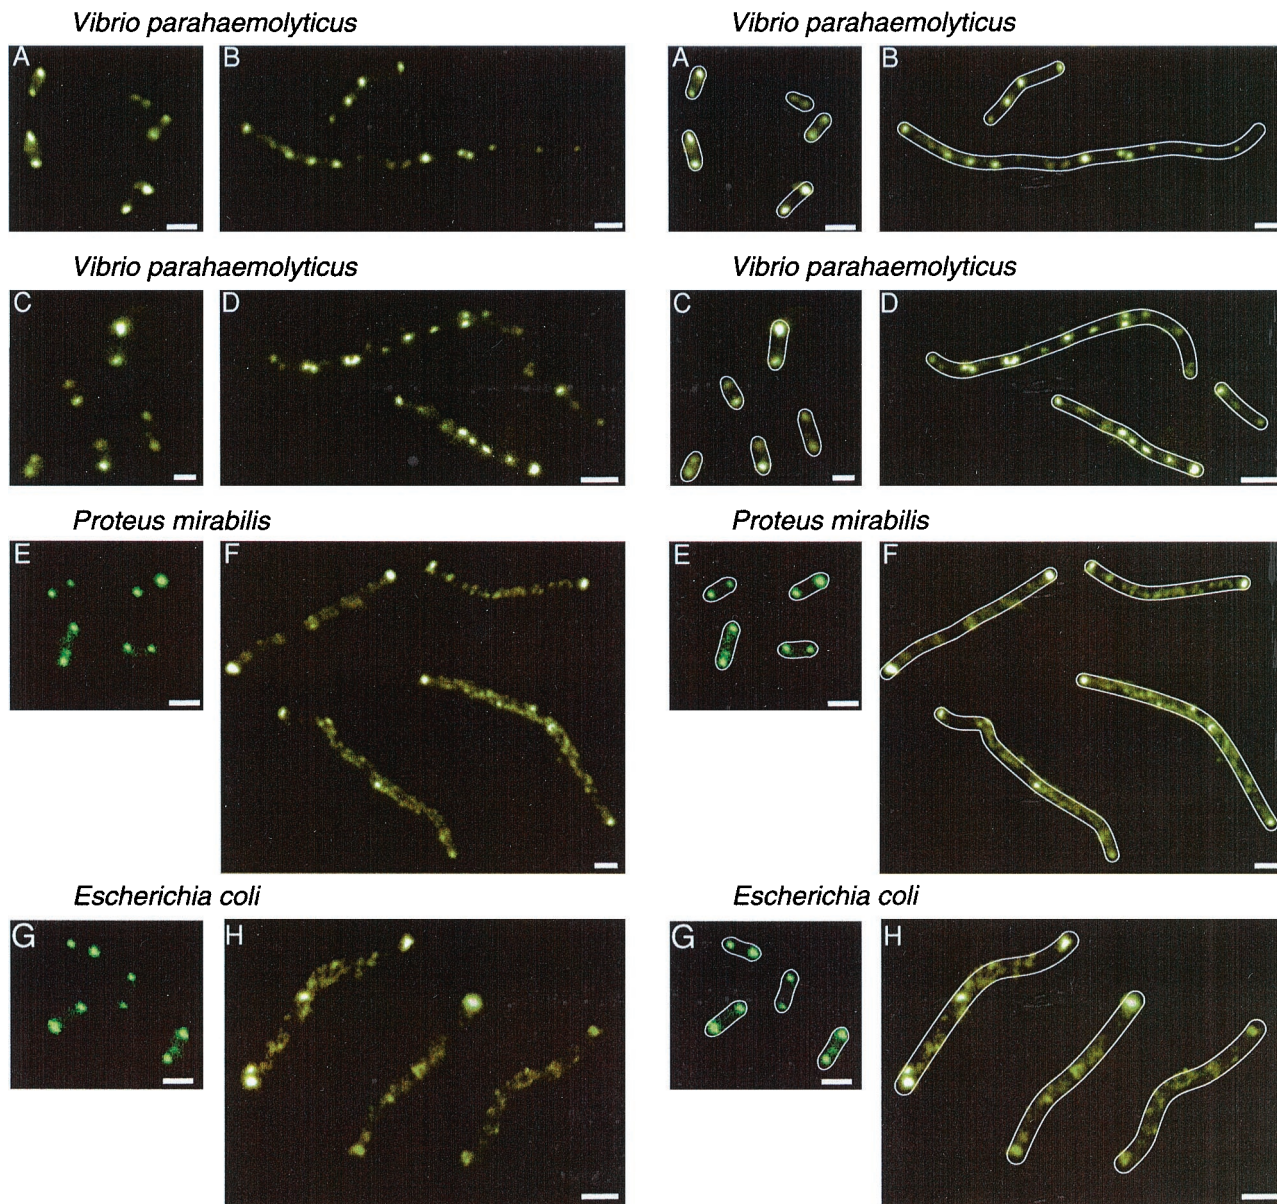 Vibrio parahaemolyticus Vibrio parahaemolyticus
A B A B
Vibrio parahaemolyticus Vibrio parahaemolyticus
C D C D
Proteus mirabilis Proteus mirabilis
E F E F
Escherichia coli Escherichia coli
G H G H